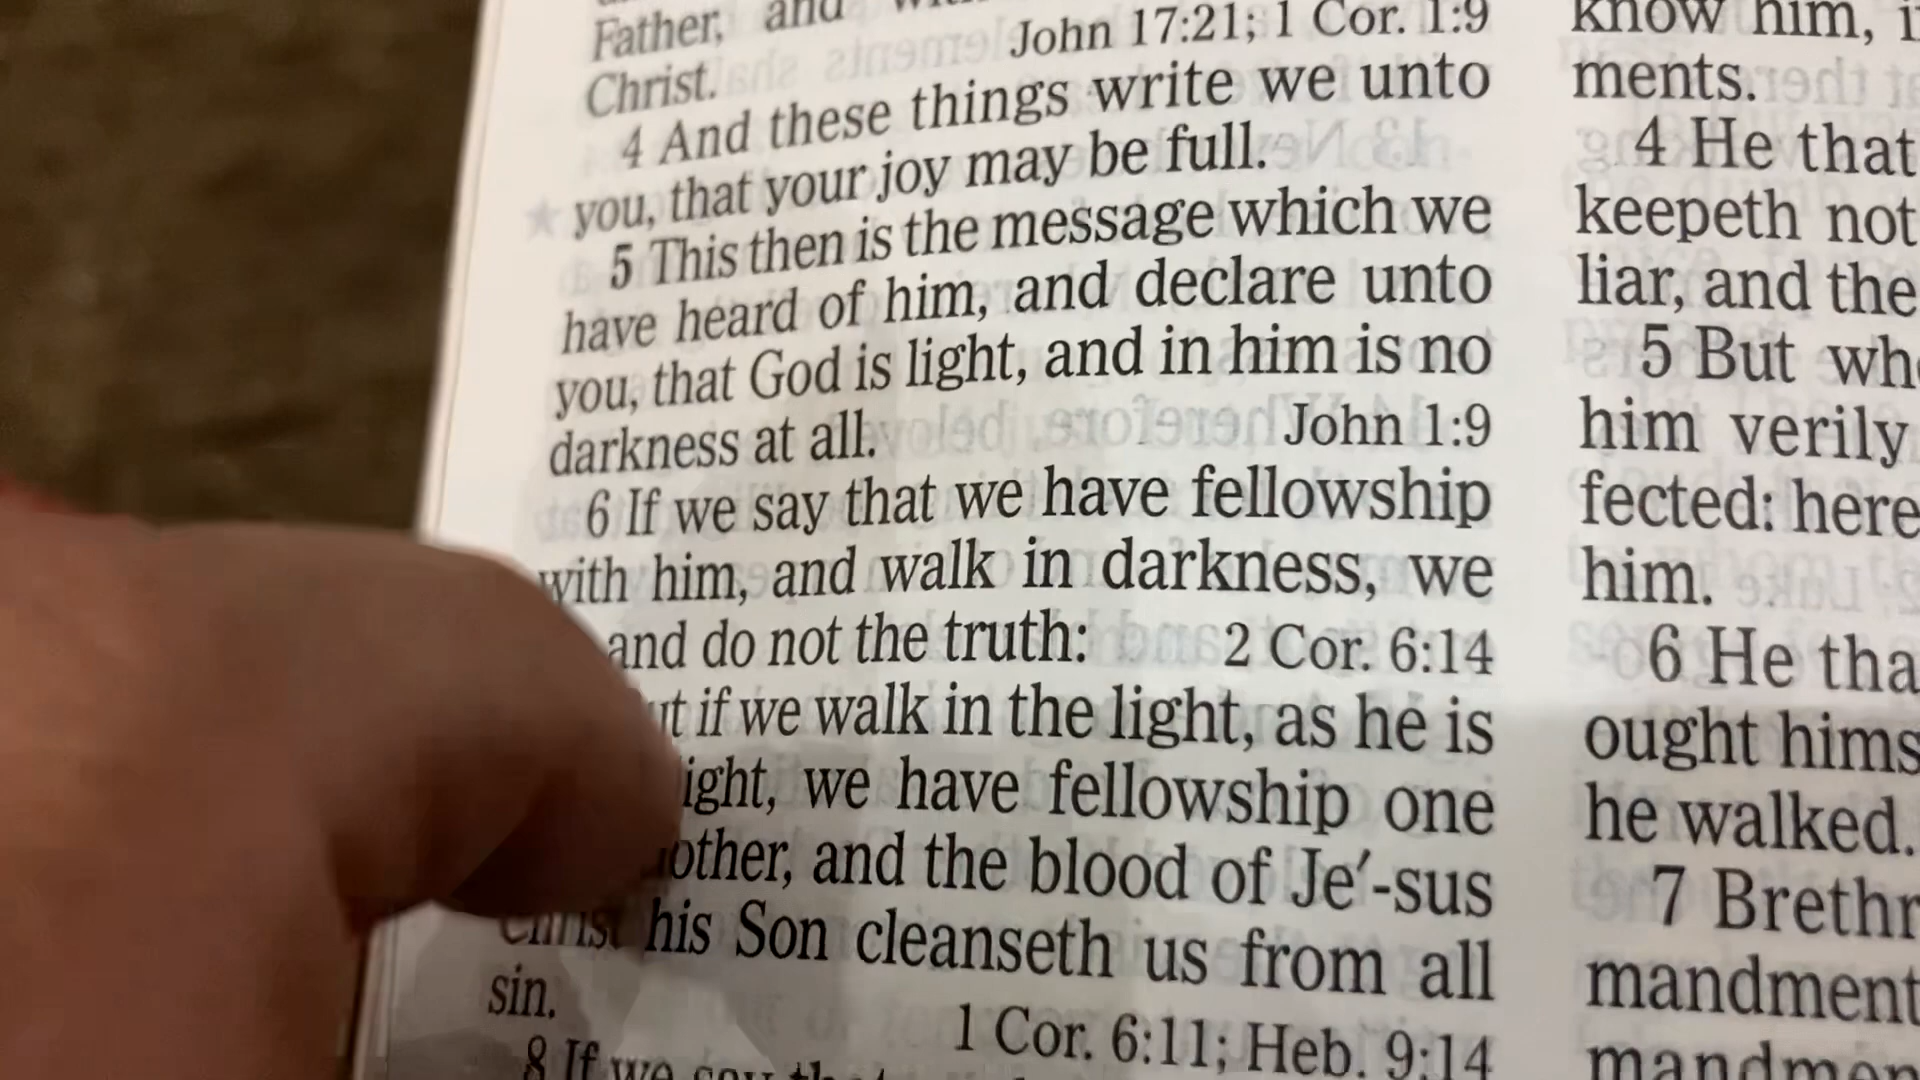 Father, and
John 17:21; 1 Cor. 1:9
Christ.
4 And these things write we unto
you, that your joy may be full.
5 This then is the message which we
have heard of him, and declare unto
you, that God is light, and in him is no
darkness at all. John 1:9
6 If we say that we have fellowship
with him, and walk in darkness, we
and do not the truth: 2 Cor. 6:14
ut if we walk in the light, as he is
ight, we have fellowship one
other, and the blood of Je′-sus
Christ his Son cleanseth us from all
sin.
1 Cor. 6:11; Heb. 9:14
8 If we say
know him, i
ments.
4 He that
keepeth not
liar, and the
5 But wh
him verily
fected: here
him.
6 He tha
ought hims
he walked.
7 Brethr
mandment
mandmen